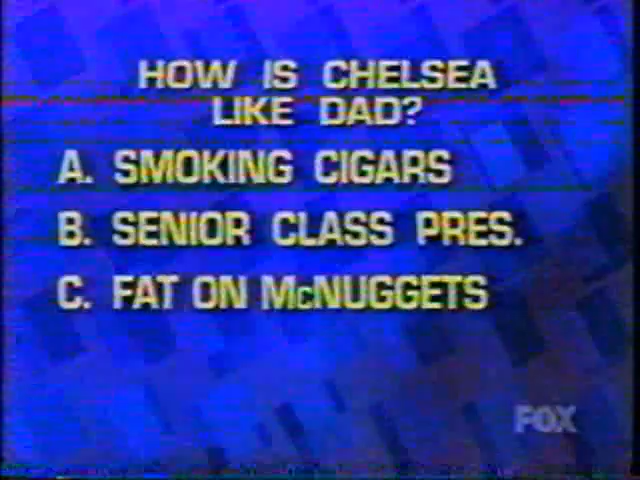 HOW IS CHELSEA
LIKE DAD?
A. SMOKING CIGARS
B. SENIOR CLASS PRES.
C. FAT ON McNUGGETS
FOX